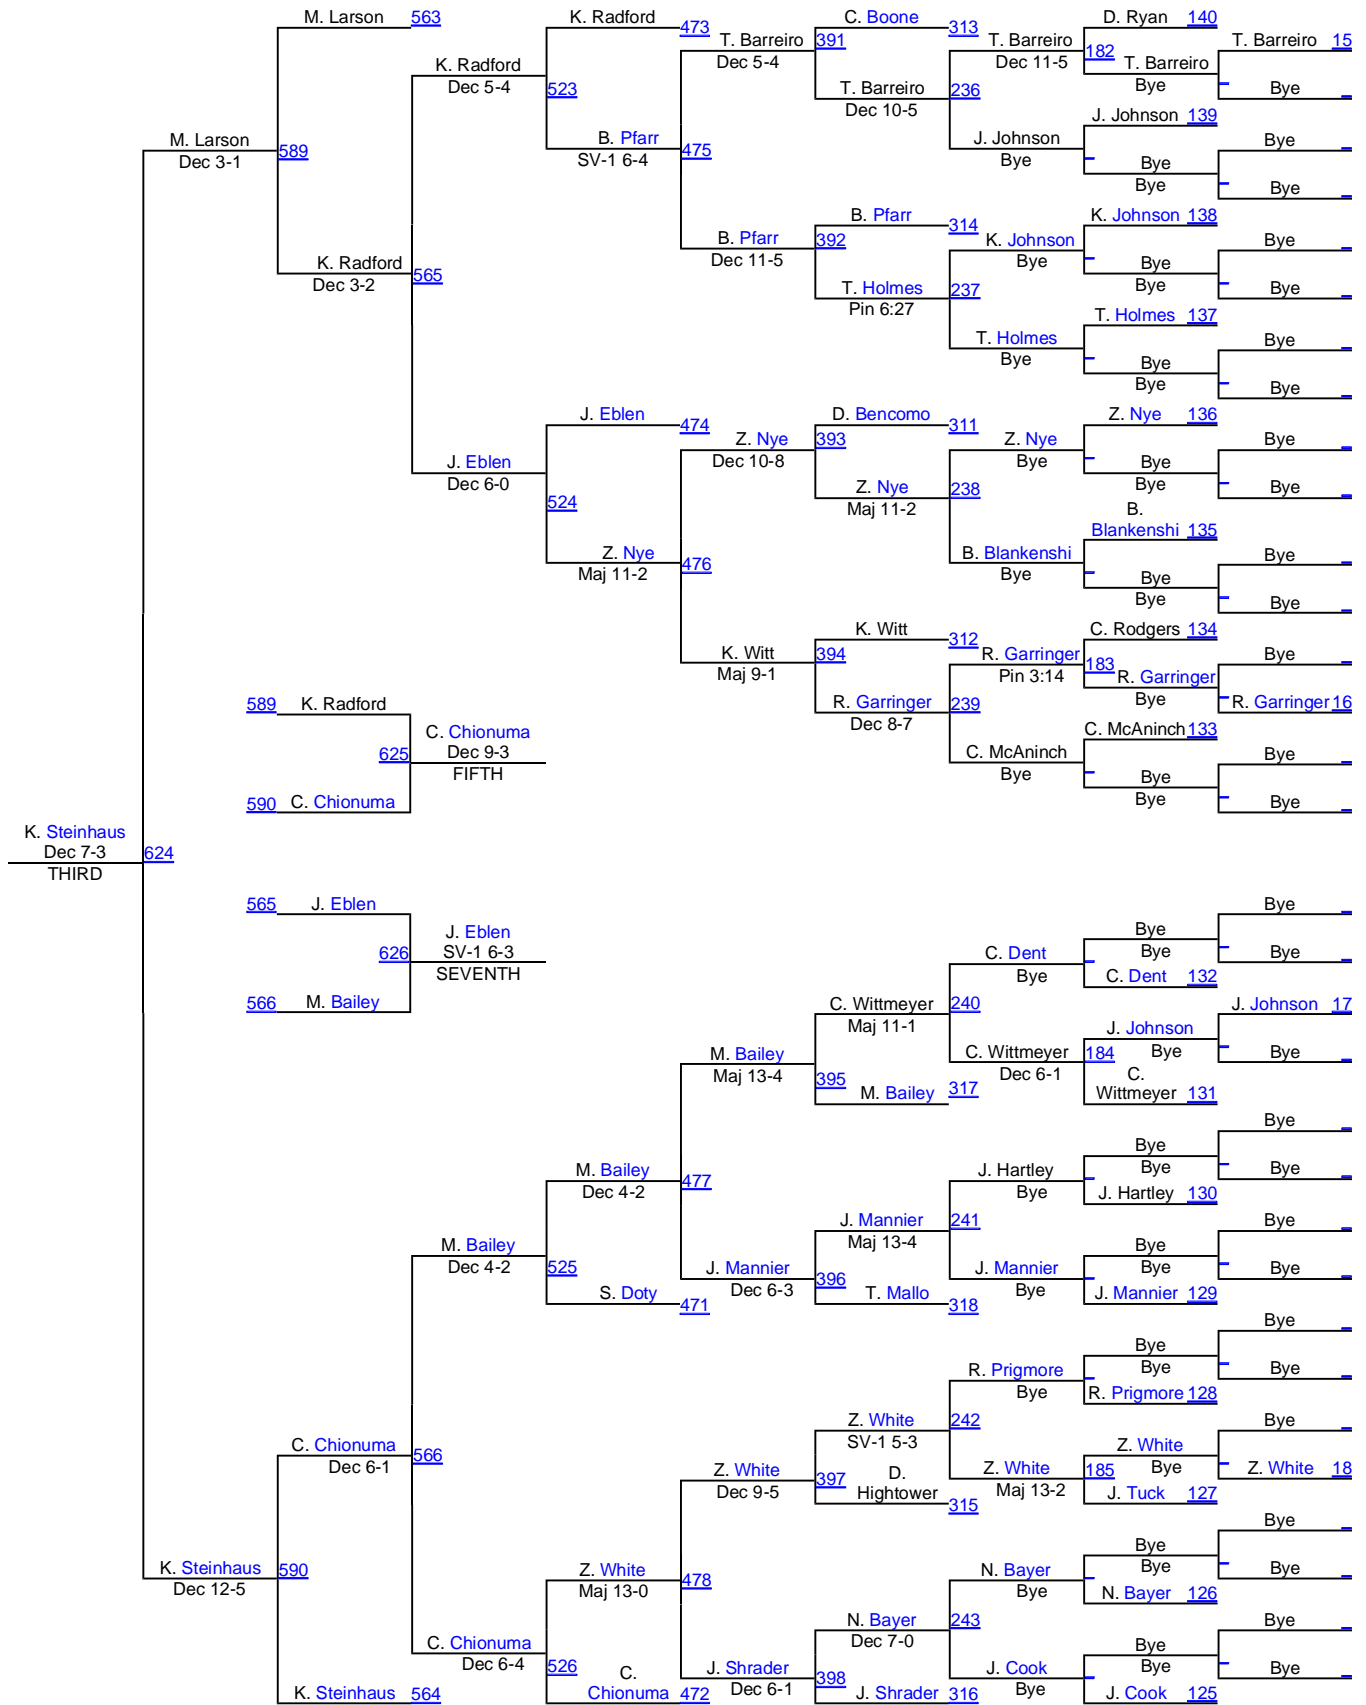 M. Larson 563
K. Radford 473
C. Boone 313
D. Ryan 140
T. Barreiro 15
T. Barreiro 391
Dec 5-4
T. Barreiro 182
Dec 11-5
T. Barreiro
Bye
K. Radford 523
Dec 5-4
T. Barreiro 236
Dec 10-5
Bye
J. Johnson 139
M. Larson 589
Dec 3-1
B. Pfarr 475
SV-1 6-4
J. Johnson
Bye
Bye
Bye
Bye
Bye
K. Johnson 138
B. Pfarr 314
B. Pfarr 392
Dec 11-5
K. Johnson
Bye
Bye
Bye
Bye
Bye
K. Radford 565
Dec 3-2
T. Holmes 237
Pin 6:27
T. Holmes 137
T. Holmes
Bye
Bye
Bye
Bye
Bye
J. Eblen 474
D. Bencomo 311
Z. Nye 136
Z. Nye 393
Dec 10-8
Z. Nye
Bye
Bye
Bye
Bye
Bye
J. Eblen 524
Dec 6-0
Z. Nye 238
Maj 11-2
B.
Blankenshi 135
Z. Nye 476
Maj 11-2
B. Blankenshi
Bye
Bye
Bye
Bye
Bye
K. Witt 312
C. Rodgers 134
K. Witt 394
Maj 9-1
R. Garringer 183
Pin 3:14
R. Garringer
Bye
Bye
R. Garringer 16
R. Garringer 239
Dec 8-7
589 K. Radford
C. McAninch 133
C. Chionuma
625 Dec 9-3
FIFTH
C. McAninch
Bye
Bye
Bye
Bye
Bye
590 C. Chionuma
K. Steinhaus
Dec 7-3 624
THIRD
565 J. Eblen
J. Eblen
626 SV-1 6-3
SEVENTH
566 M. Bailey
Bye
Bye
Bye
Bye
C. Dent
Bye
C. Dent 132
C. Wittmeyer 240
Maj 11-1
J. Johnson 17
J. Johnson
Bye
Bye
C. Wittmeyer 184
Dec 6-1
C.
Wittmeyer 131
M. Bailey
Maj 13-4
395
M. Bailey 317
Bye
Bye
Bye
Bye
M. Bailey 477
Dec 4-2
J. Hartley
Bye
J. Hartley 130
J. Mannier 241
Maj 13-4
Bye
Bye
Bye
Bye
M. Bailey 525
Dec 4-2
J. Mannier 396
Dec 6-3
J. Mannier
Bye
J. Mannier 129
S. Doty 471
T. Mallo 318
Bye
Bye
Bye
Bye
R. Prigmore
Bye
R. Prigmore 128
Z. White 242
SV-1 5-3
Bye
C. Chionuma 566
Dec 6-1
Z. White
Bye
Z. White 18
Z. White 397
Dec 9-5
D.
Hightower 315
Z. White 185
Maj 13-2
J. Tuck 127
Bye
Bye
Bye
Bye
K. Steinhaus 590
Dec 12-5
Z. White 478
Maj 13-0
N. Bayer
Bye
N. Bayer 126
N. Bayer 243
Dec 7-0
Bye
Bye
Bye
Bye
C. Chionuma 526
Dec 6-4
C.
Chionuma 472
J. Shrader 398
Dec 6-1
J. Cook
Bye
K. Steinhaus 564
J. Shrader 316
J. Cook 125